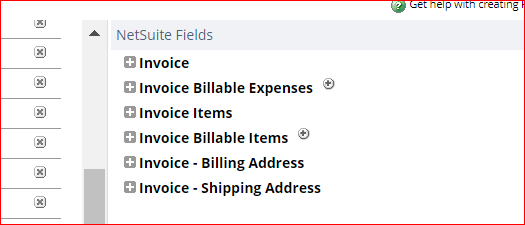 Get help with creating
NetSuite Fields
Invoice
Invoice Billable Expenses
Invoice Items
Invoice Billable Items
Invoice - Billing Address
Invoice - Shipping Address